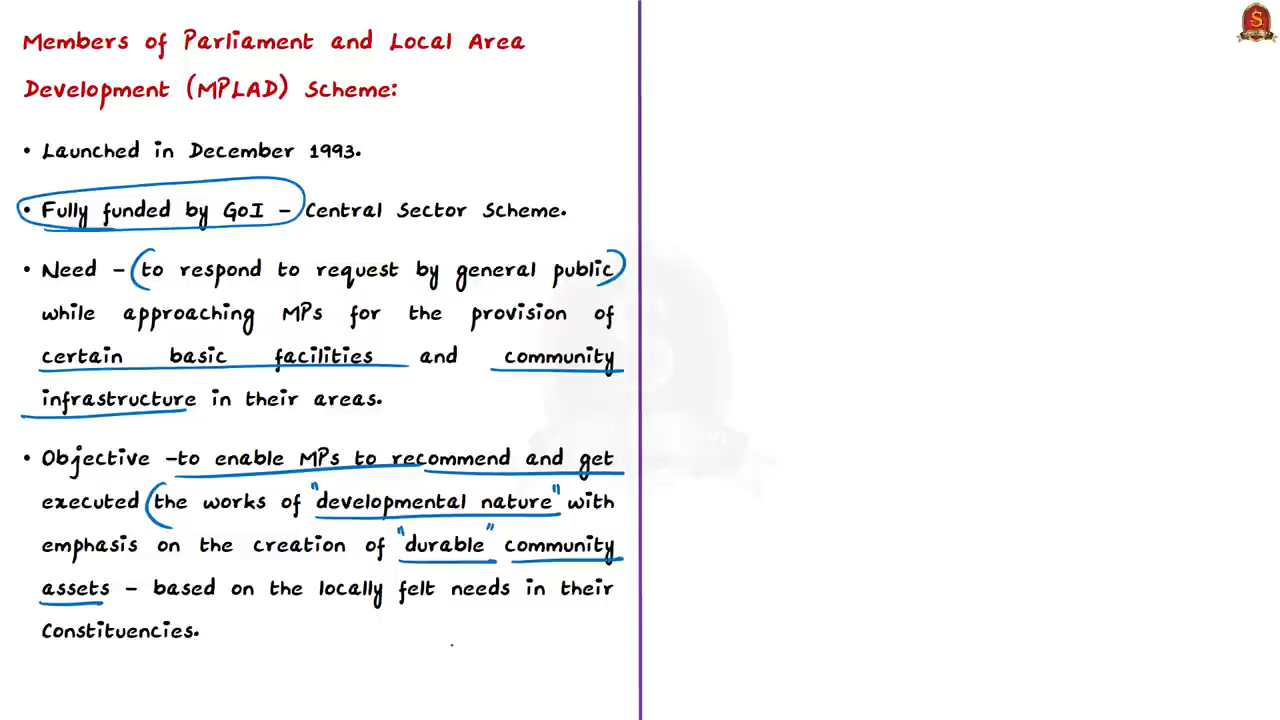 Members of Parliament and Local Area
Development (MPLAD) Scheme:
• Launched in December 1993.
• Fully funded by GoI - Central Sector Scheme.
• Need - to respond to request by general public
while approaching MPs for the provision of
certain basic facilities and community
infrastructure in their areas.
• Objective -to enable MPs to recommend and get
executed the works of "developmental nature" with
emphasis on the creation of "durable" community
assets - based on the locally felt needs in their
Constituencies.